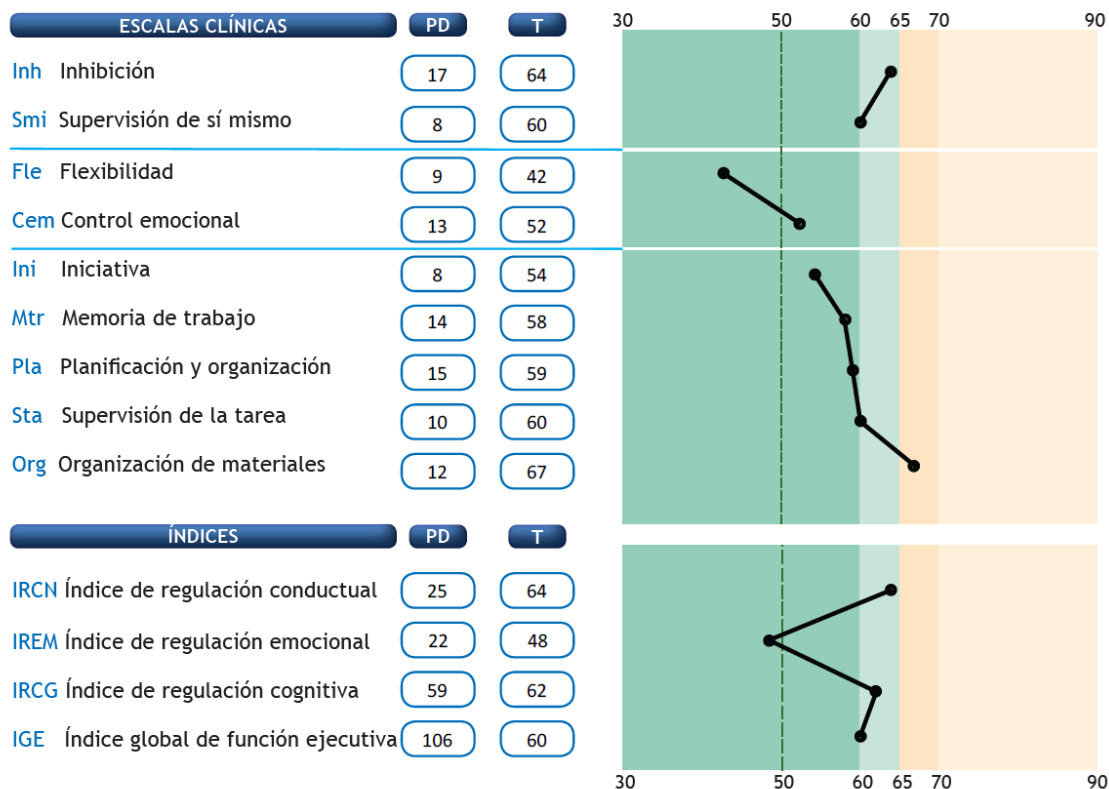 ESCALAS CLÍNICAS PD T 30 50 60 65 70 90
Inh Inhibición 17 64
Smi Supervisión de sí mismo 8 60
Fle Flexibilidad 9 42
Cem Control emocional 13 52
Ini Iniciativa 8 54
Mtr Memoria de trabajo 14 58
Pla Planificación y organización 15 59
Sta Supervisión de la tarea 10 60
Org Organización de materiales 12 67
ÍNDICES PD T
IRCN Índice de regulación conductual 25 64
IREM Índice de regulación emocional 22 48
IRCG Índice de regulación cognitiva 59 62
IGE Índice global de función ejecutiva 106 60
30 50 60 65 70 90